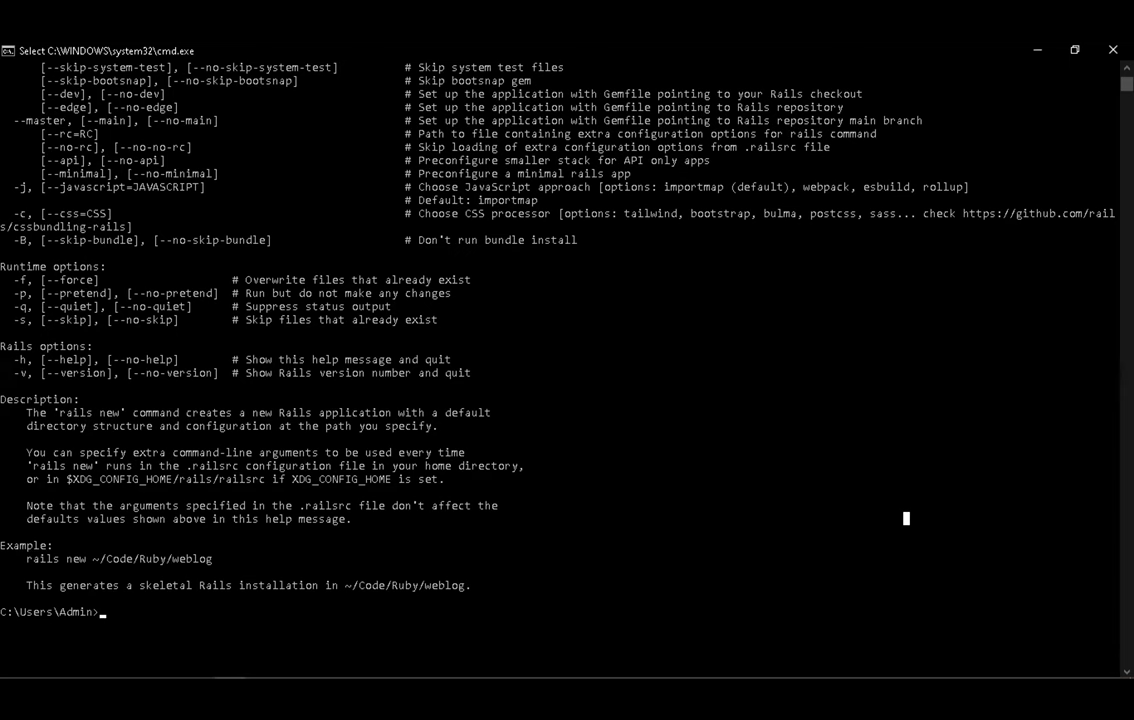 Select C:\WINDOWS\system32\cmd.exe
[--skip-system-test], [--no-skip-system-test] # Skip system test files
[--skip-bootsnap], [--no-skip-bootsnap] # Skip bootsnap gem
[--dev], [--no-dev] # Set up the application with Gemfile pointing to your Rails checkout
[--edge], [--no-edge] # Set up the application with Gemfile pointing to Rails repository
--master, [--main], [--no-main] # Set up the application with Gemfile pointing to Rails repository main branch
[--rc=RC] # Path to file containing extra configuration options for rails command
[--no-rc], [--no-no-rc] # Skip loading of extra configuration options from .railsrc file
[--api], [--no-api] # Preconfigure smaller stack for API only apps
[--minimal], [--no-minimal] # Preconfigure a minimal rails app
-j, [--javascript=JAVASCRIPT] # Choose JavaScript approach [options: importmap (default), webpack, esbuild, rollup]
# Default: importmap
-c, [--css=CSS] # Choose CSS processor [options: tailwind, bootstrap, bulma, postcss, sass... check https://github.com/rail
s/cssbundling-rails]
-B, [--skip-bundle], [--no-skip-bundle] # Don't run bundle install
Runtime options:
-f, [--force] # Overwrite files that already exist
-p, [--pretend], [--no-pretend] # Run but do not make any changes
-q, [--quiet], [--no-quiet] # Suppress status output
-s, [--skip], [--no-skip] # Skip files that already exist
Rails options:
-h, [--help], [--no-help] # Show this help message and quit
-v, [--version], [--no-version] # Show Rails version number and quit
Description:
The 'rails new' command creates a new Rails application with a default
directory structure and configuration at the path you specify.
You can specify extra command-line arguments to be used every time
'rails new' runs in the .railsrc configuration file in your home directory,
or in $XDG_CONFIG_HOME/rails/railsrc if XDG_CONFIG_HOME is set.
Note that the arguments specified in the .railsrc file don't affect the
defaults values shown above in this help message.
Example:
rails new ~/Code/Ruby/weblog
This generates a skeletal Rails installation in ~/Code/Ruby/weblog.
C:\Users\Admin>_